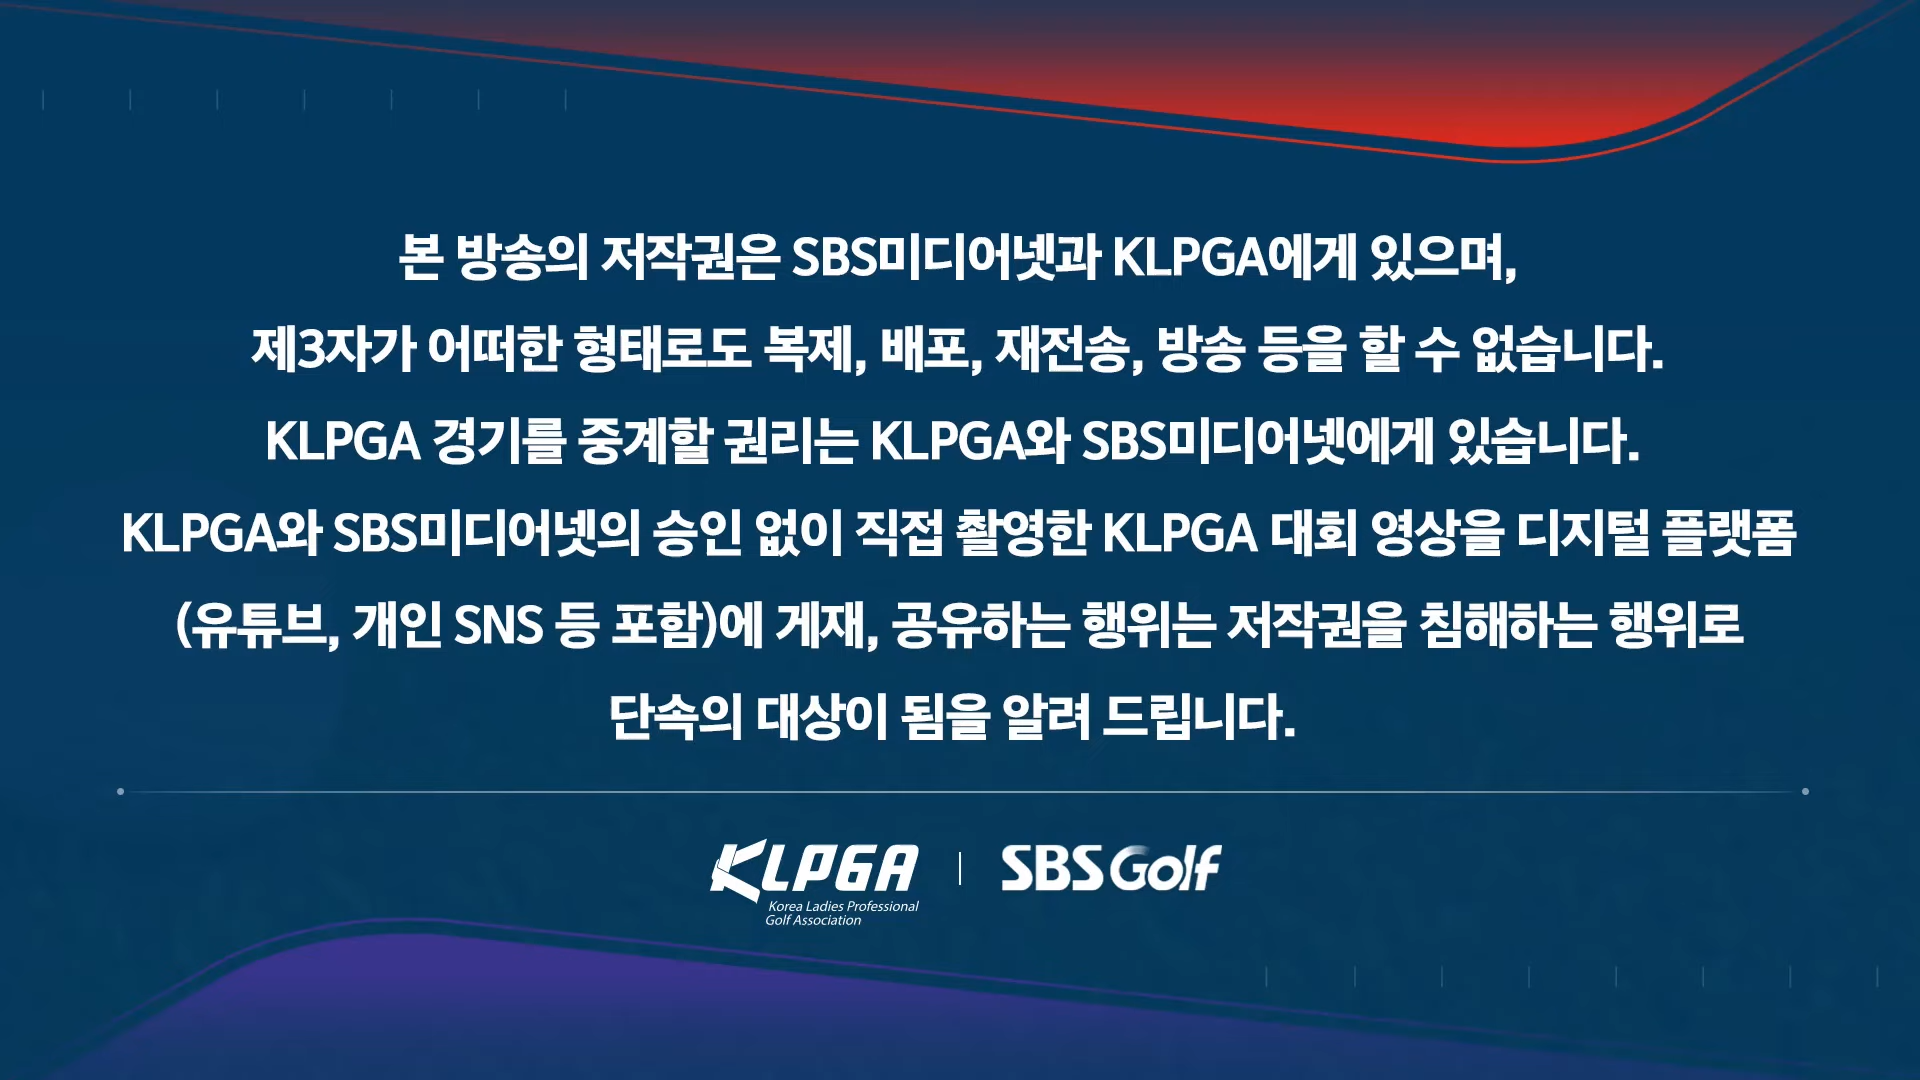 본 방송의 저작권은 SBS미디어넷과 KLPGA에게 있으며,
제3자가 어떠한 형태로도 복제, 배포, 재전송, 방송 등을 할 수 없습니다.
KLPGA 경기를 중계할 권리는 KLPGA와 SBS미디어넷에게 있습니다.
KLPGA와 SBS미디어넷의 승인 없이 직접 촬영한 KLPGA 대회 영상을 디지털 플랫폼
(유튜브, 개인 SNS 등 포함)에 게재, 공유하는 행위는 저작권을 침해하는 행위로
단속의 대상이 됨을 알려 드립니다.
KLPGA
Korea Ladies Professional
Golf Association
SBS Golf